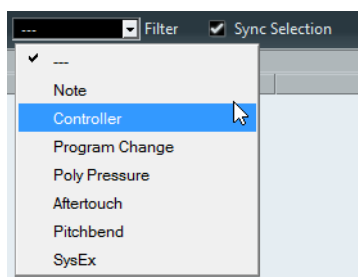 --- Filter Sync Selection
---
Note
Controller
Program Change
Poly Pressure
Aftertouch
Pitchbend
SysEx